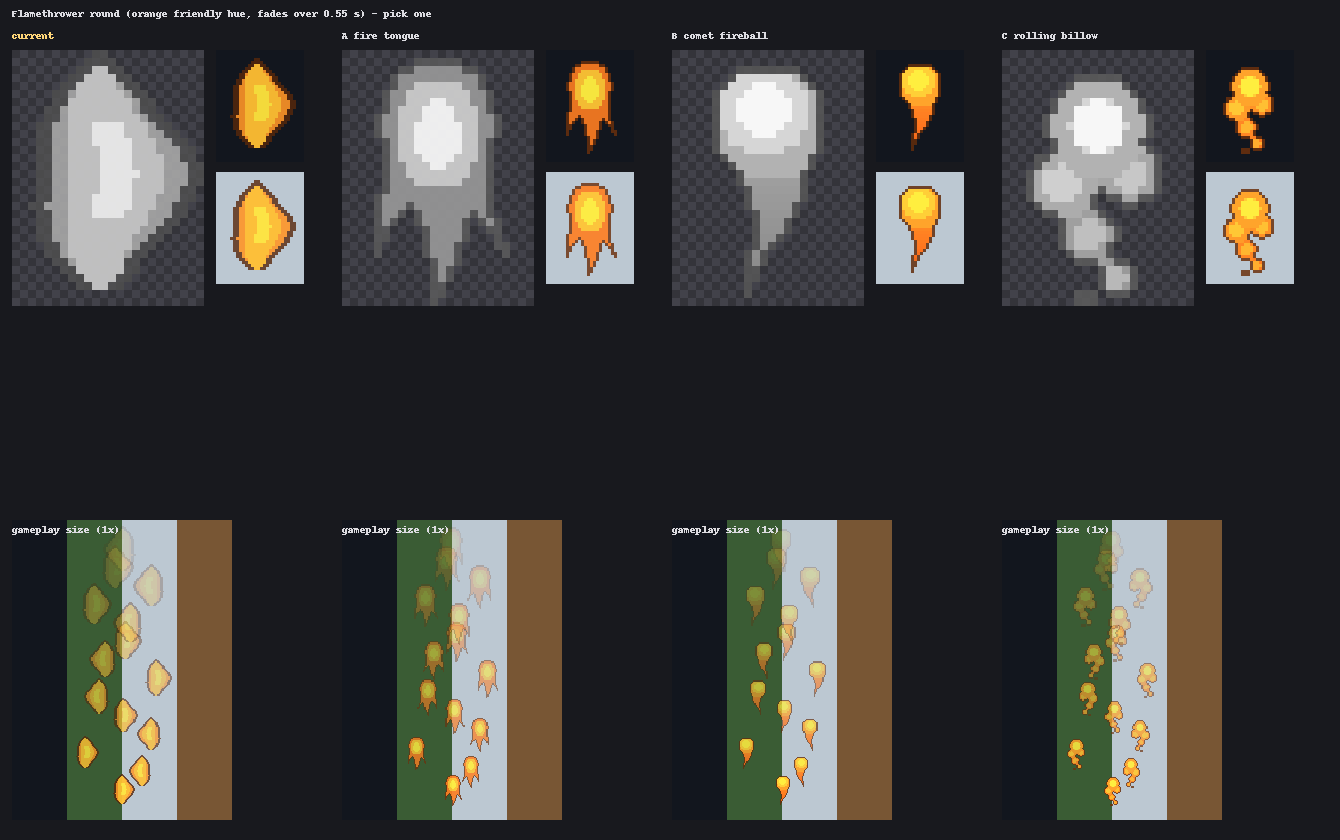 Flamethrower round (orange friendly hue, fades over 0.55 s) - pick one
current
A fire tongue
B comet fireball
C rolling billow
gameplay size (1x)
gameplay size (1x)
gameplay size (1x)
gameplay size (1x)